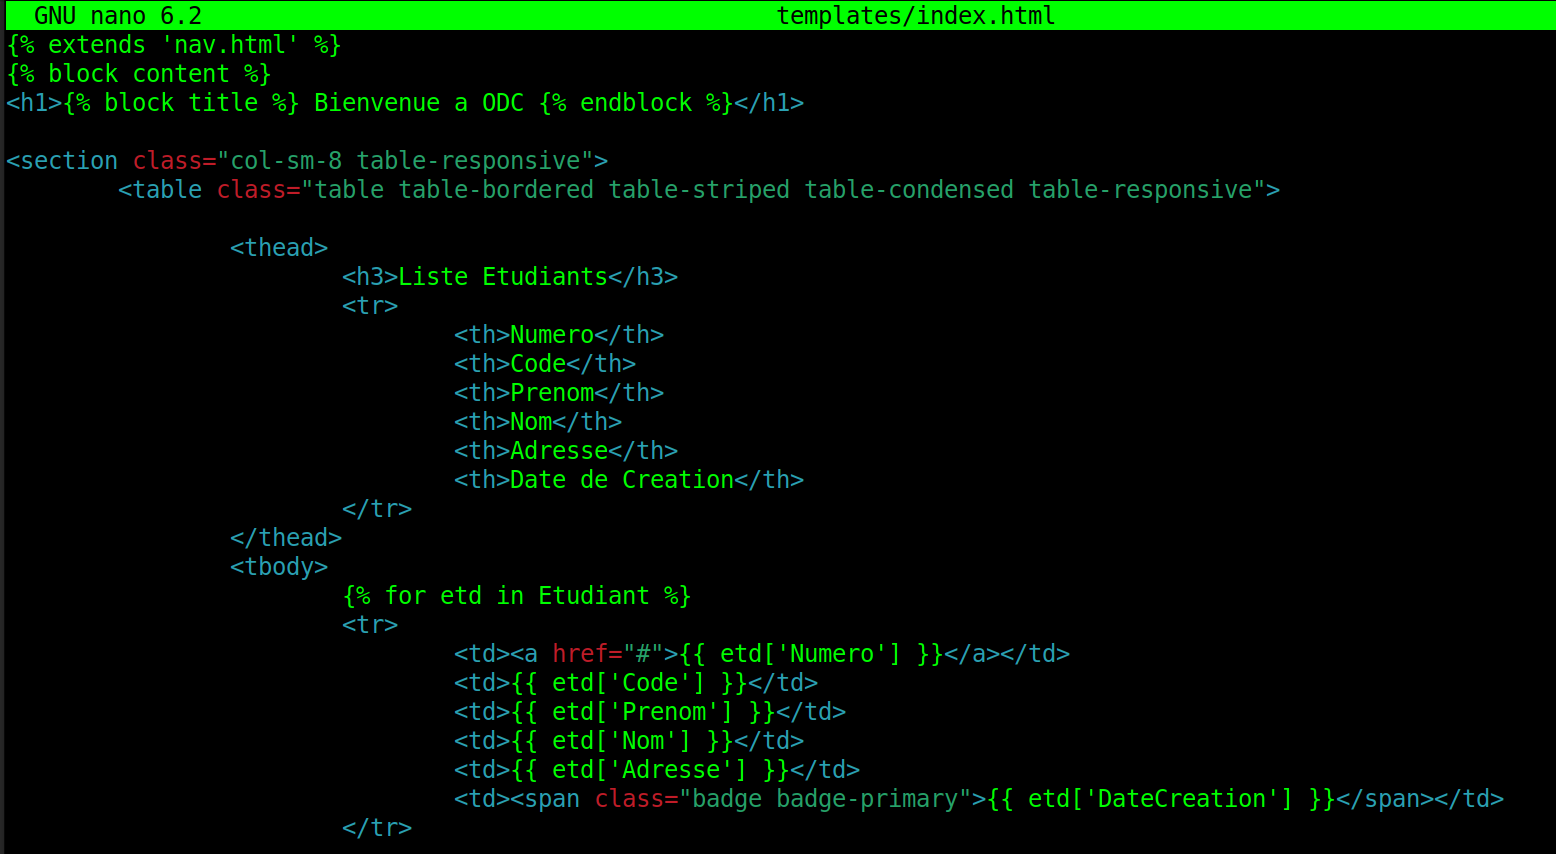 GNU nano 6.2 templates/index.html
{% extends 'nav.html' %}
{% block content %}
<h1>{% block title %} Bienvenue a ODC {% endblock %}</h1>
<section class="col-sm-8 table-responsive">
<table class="table table-bordered table-striped table-condensed table-responsive">
<thead>
<h3>Liste Etudiants</h3>
<tr>
<th>Numero</th>
<th>Code</th>
<th>Prenom</th>
<th>Nom</th>
<th>Adresse</th>
<th>Date de Creation</th>
</tr>
</thead>
<tbody>
{% for etd in Etudiant %}
<tr>
<td><a href="#">{{ etd['Numero'] }}</a></td>
<td>{{ etd['Code'] }}</td>
<td>{{ etd['Prenom'] }}</td>
<td>{{ etd['Nom'] }}</td>
<td>{{ etd['Adresse'] }}</td>
<td><span class="badge badge-primary">{{ etd['DateCreation'] }}</span></td>
</tr>